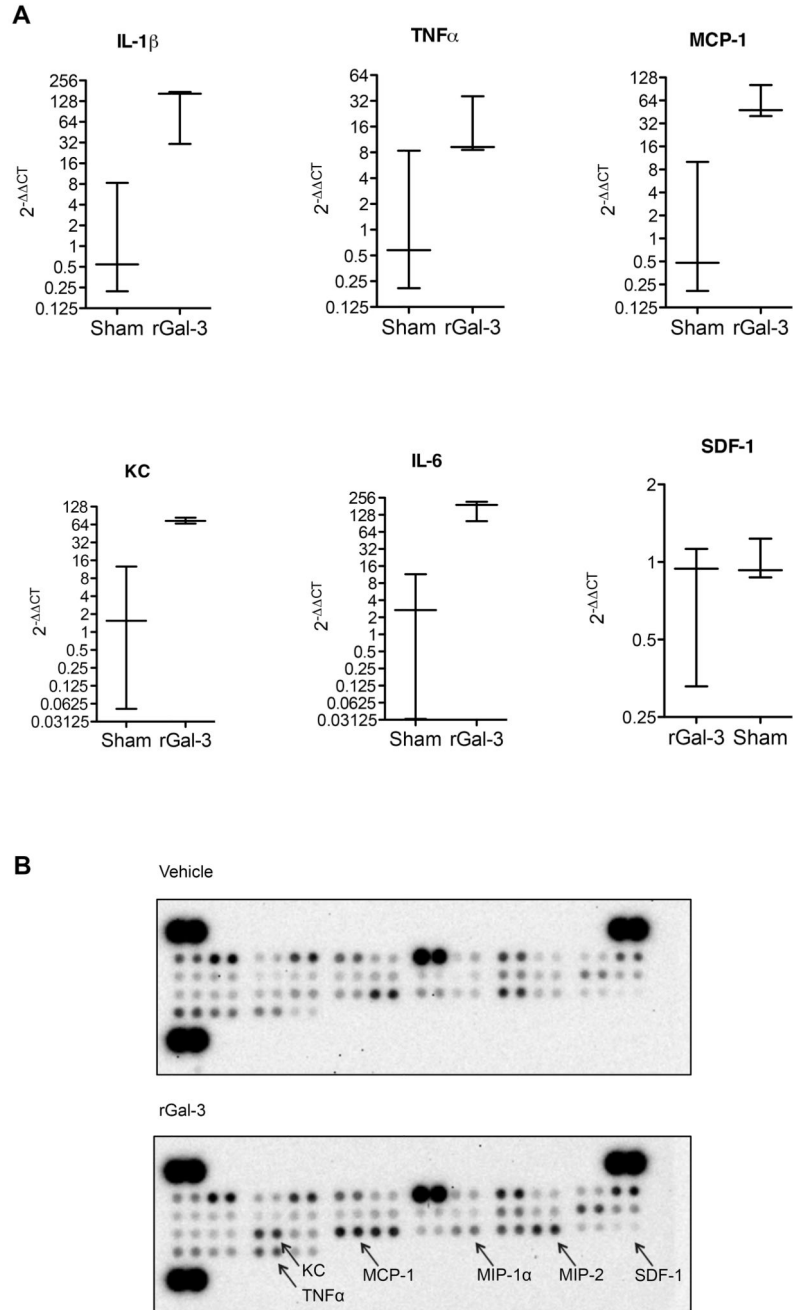 A
IL-1β
2-ΔΔCT
256
128
64
32
16
8
4
2
1
0.5
0.25
0.125
Sham rGal-3
TNFα
2-ΔΔCT
64
32
16
8
4
2
1
0.5
0.25
0.125
Sham rGal-3
MCP-1
2-ΔΔCT
128
64
32
16
8
4
2
1
0.5
0.25
0.125
Sham rGal-3
KC
2-ΔΔCT
128
64
32
16
8
4
2
1
0.5
0.25
0.125
0.0625
0.03125
Sham rGal-3
IL-6
2-ΔΔCT
256
128
64
32
16
8
4
2
1
0.5
0.25
0.125
0.0625
0.03125
Sham rGal-3
SDF-1
2-ΔΔCT
2
1
0.5
0.25
rGal-3 Sham
B
Vehicle
rGal-3
KC
TNFα
MCP-1
MIP-1α
MIP-2
SDF-1